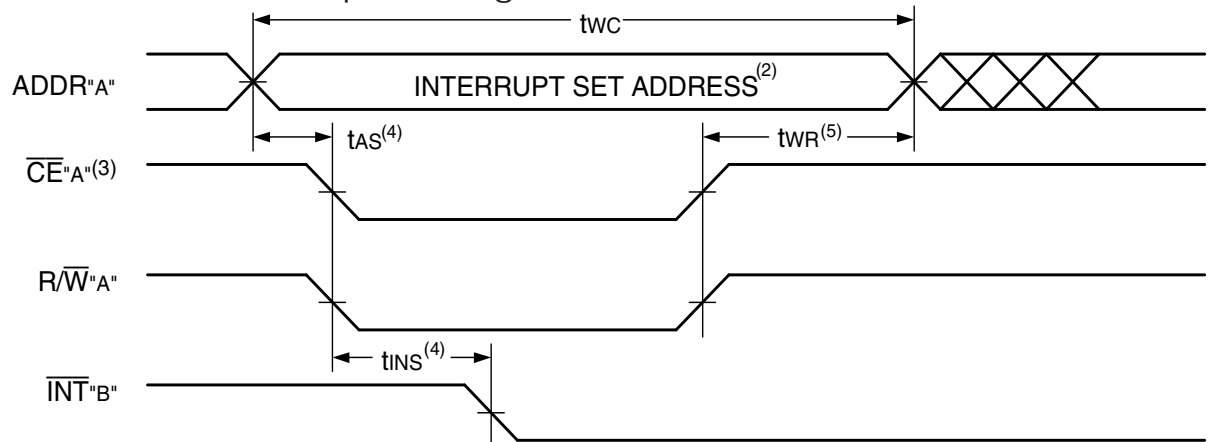 tWC
ADDR"A"
INTERRUPT SET ADDRESS(2)
tAS(4)
tWR(5)
CE"A"(3)
R/W"A"
tINS(4)
INT"B"